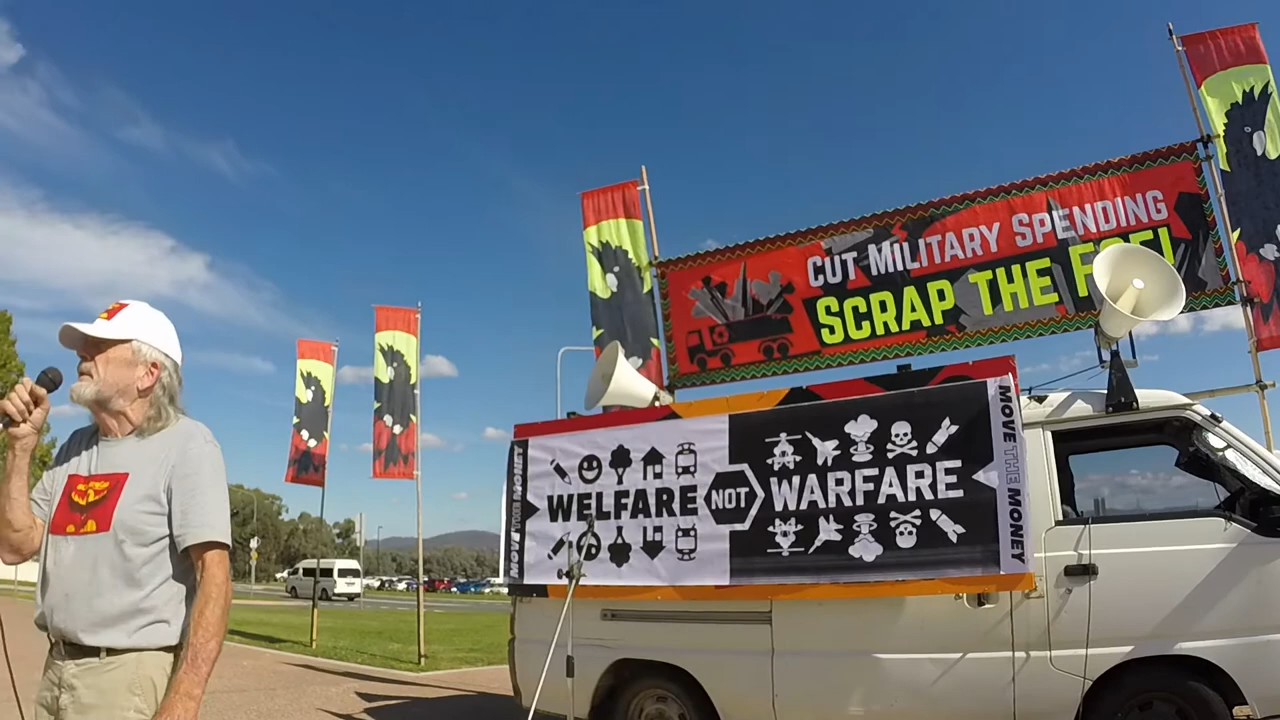 CUT MILITARY SPENDING
SCRAP THE
MOVE THE MONEY
WELFARE NOT WARFARE
MOVE THE MONEY